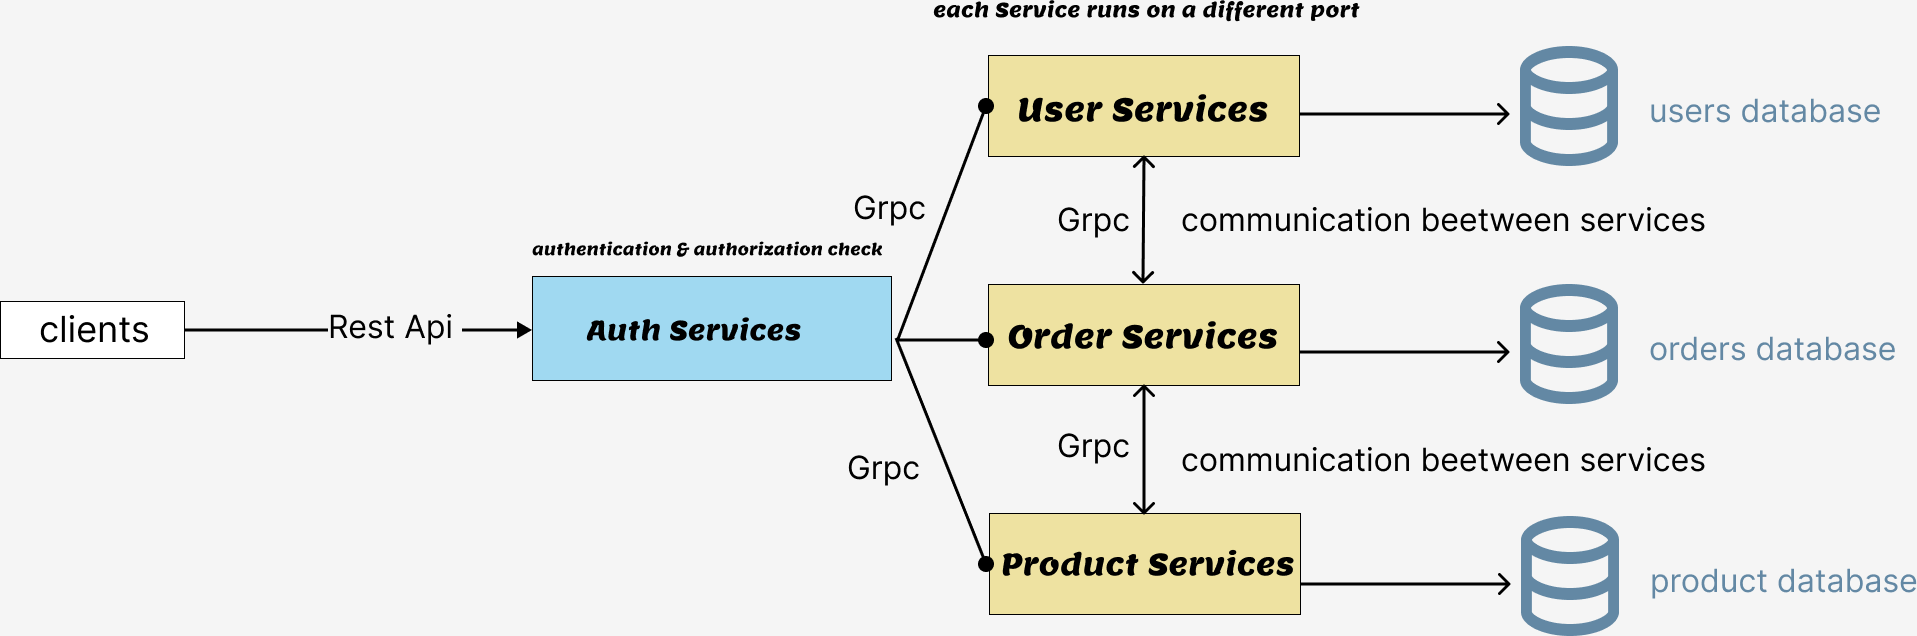 each Service runs on a different port
User Services
users database
Grpc
Grpc
communication beetween services
authentication & authorization check
clients
Rest Api
Auth Services
Order Services
orders database
Grpc
Grpc
communication beetween services
Product Services
product database